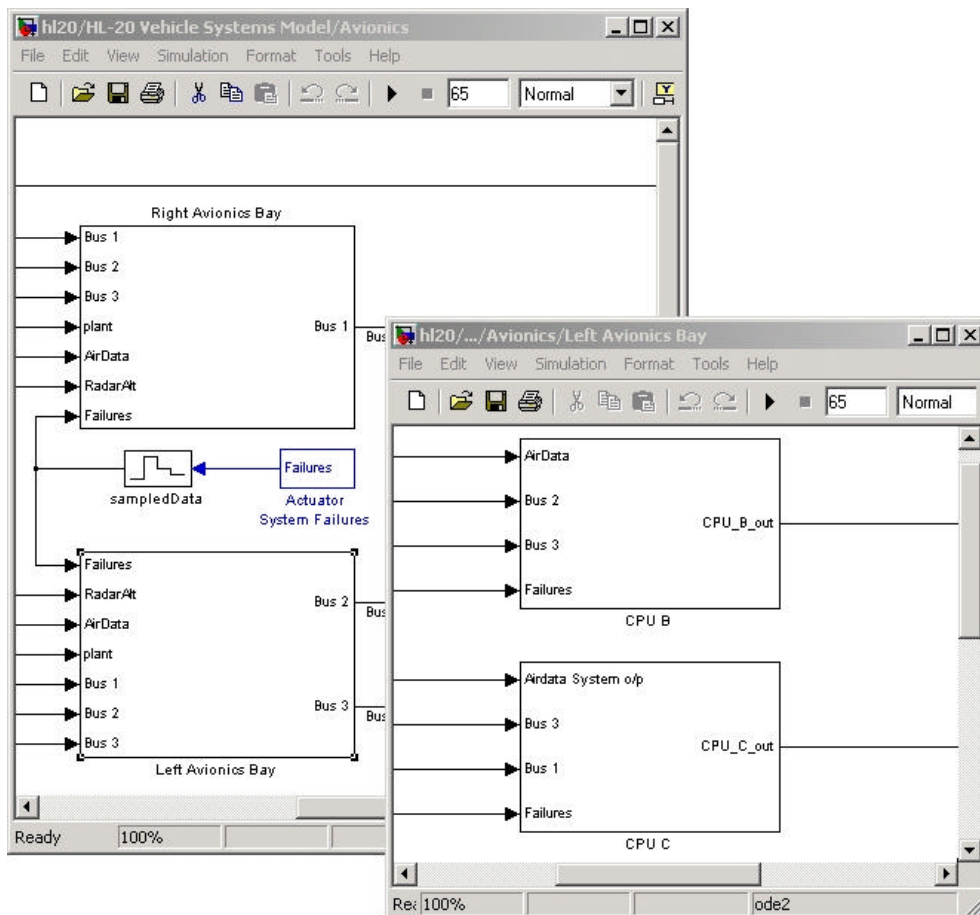 hl20/HL-20 Vehicle Systems Model/Avionics
File Edit View Simulation Format Tools Help
65 Normal
Right Avionics Bay
Bus 1
Bus 2
Bus 3
plant
AirData
RadarAlt
Failures
Bus 1
Bus
sampledData
Failures
Actuator
System Failures
Failures
RadarAlt
AirData
plant
Bus 1
Bus 2
Bus 3
Bus 2
Bus
Bus 3
Bus
Left Avionics Bay
Ready 100%
hl20/.../Avionics/Left Avionics Bay
File Edit View Simulation Format Tools Help
65 Normal
AirData
Bus 2
Bus 3
Failures
CPU_B_out
CPU B
Airdata System o/p
Bus 3
Bus 1
Failures
CPU_C_out
CPU C
Rea 100% ode2